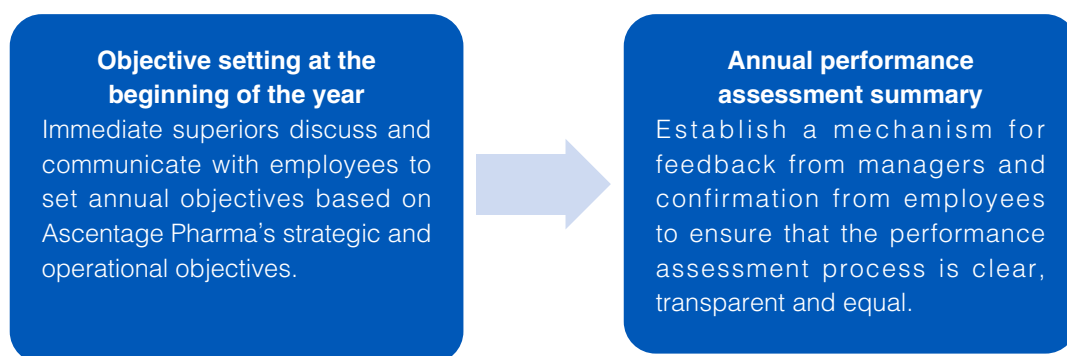 Objective setting at the
beginning of the year
Immediate superiors discuss and
communicate with employees to
set annual objectives based on
Ascentage Pharma's strategic and
operational objectives.
Annual performance
assessment summary
Establish a mechanism for
feedback from managers and
confirmation from employees
to ensure that the performance
assessment process is clear,
transparent and equal.